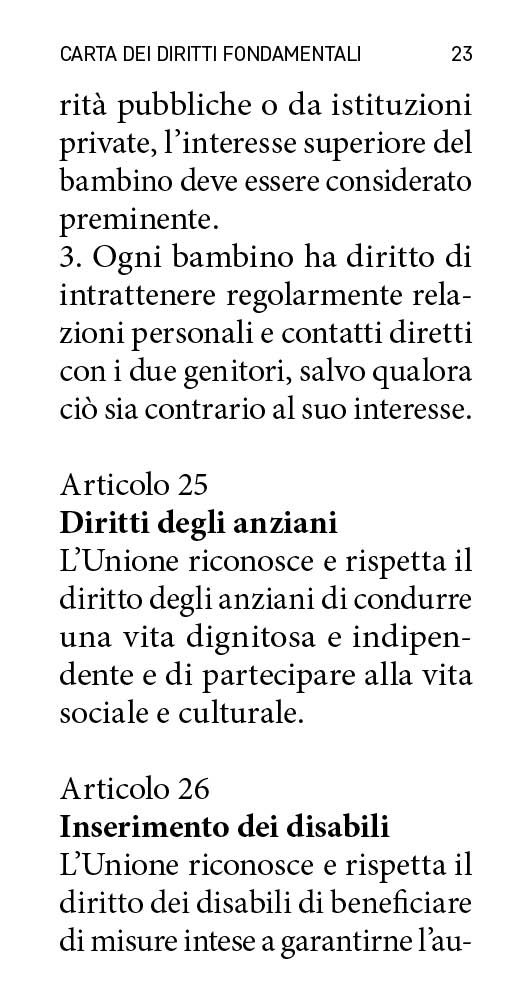 CARTA DEI DIRITTI FONDAMENTALI 23
rità pubbliche o da istituzioni
private, l’interesse superiore del
bambino deve essere considerato
preminente.
3. Ogni bambino ha diritto di
intrattenere regolarmente rela-
zioni personali e contatti diretti
con i due genitori, salvo qualora
ciò sia contrario al suo interesse.
Articolo 25
Diritti degli anziani
L’Unione riconosce e rispetta il
diritto degli anziani di condurre
una vita dignitosa e indipen-
dente e di partecipare alla vita
sociale e culturale.
Articolo 26
Inserimento dei disabili
L’Unione riconosce e rispetta il
diritto dei disabili di beneficiare
di misure intese a garantirne l’au-